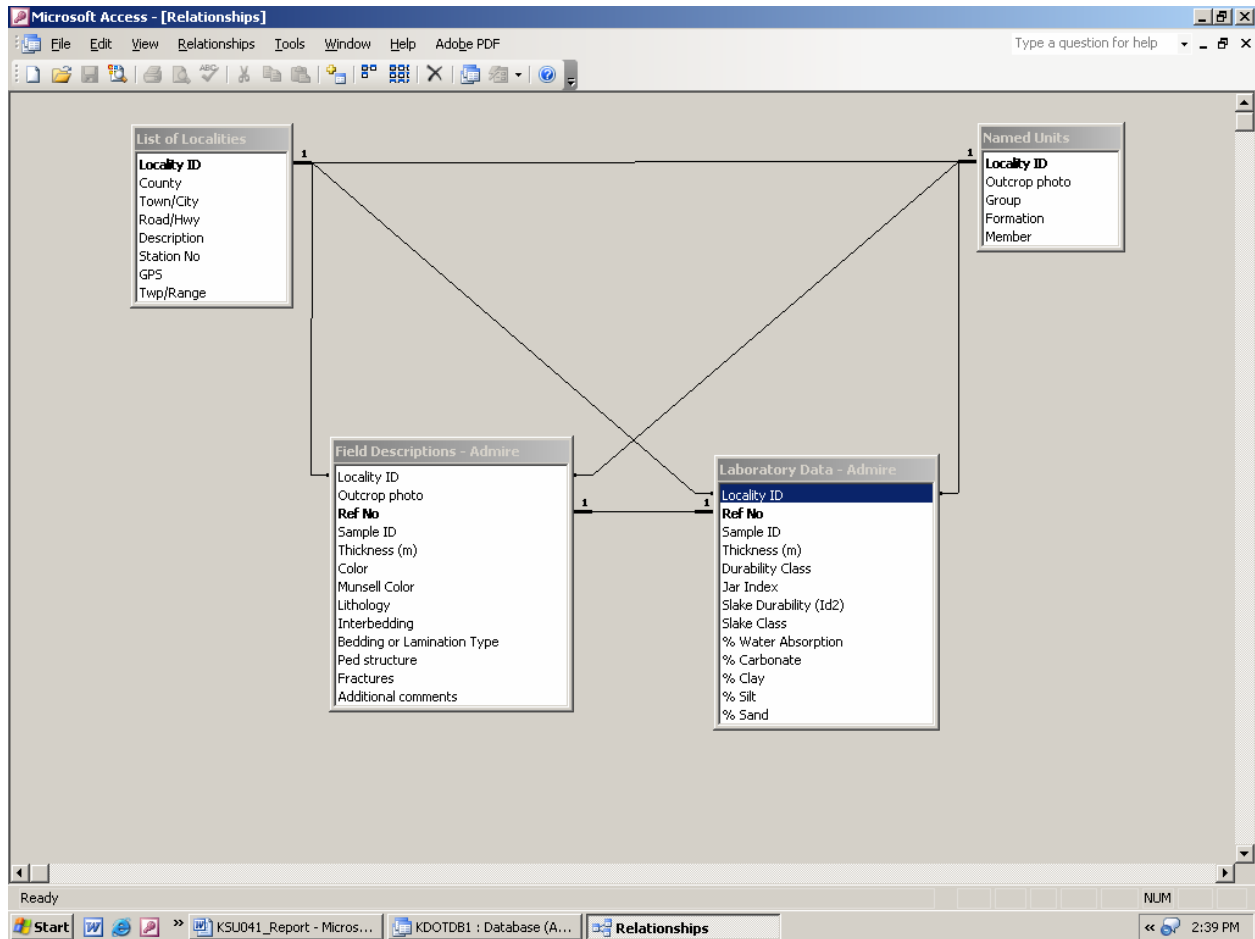 Microsoft Access - [Relationships]
File Edit View Relationships Tools Window Help Adobe PDF Type a question for help
List of Localities
Locality ID
County
Town/City
Road/Hwy
Description
Station No
GPS
Twp/Range
1
1
Named Units
Locality ID
Outcrop photo
Group
Formation
Member
Field Descriptions - Admire
Locality ID
Outcrop photo
Ref No
Sample ID
Thickness (m)
Color
Munsell Color
Lithology
Interbedding
Bedding or Lamination Type
Ped structure
Fractures
Additional comments
1
1
Laboratory Data - Admire
Locality ID
Ref No
Sample ID
Thickness (m)
Durability Class
Jar Index
Slake Durability (Id2)
Slake Class
% Water Absorption
% Carbonate
% Clay
% Silt
% Sand
Ready NUM
Start KSU041_Report - Micros... KDOTDB1 : Database (A... Relationships 2:39 PM